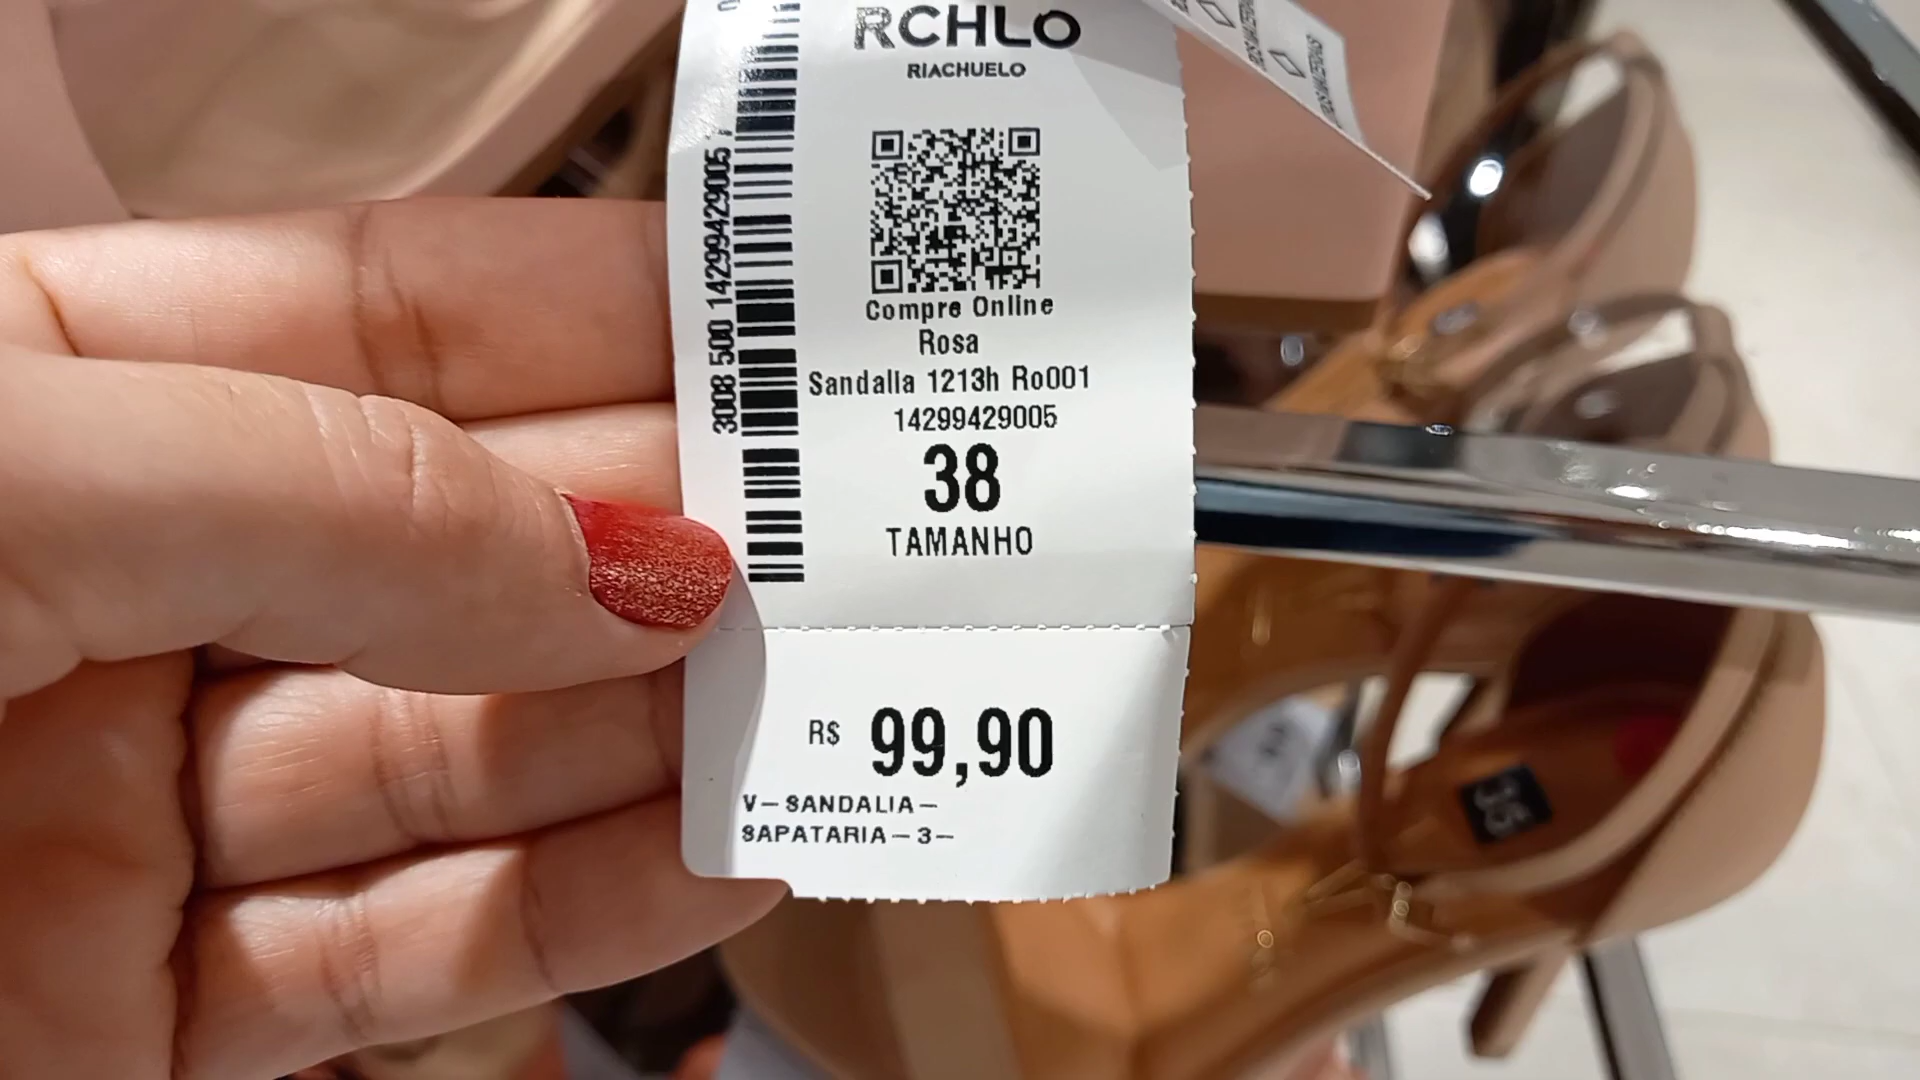 RCHLO
RIACHUELO
3008 500 14299429005
Compre Online
Rosa
Sandalia 1213h Ro001
14299429005
38
TAMANHO
R$ 99,90
V-SANDALIA-
SAPATARIA-3-
35